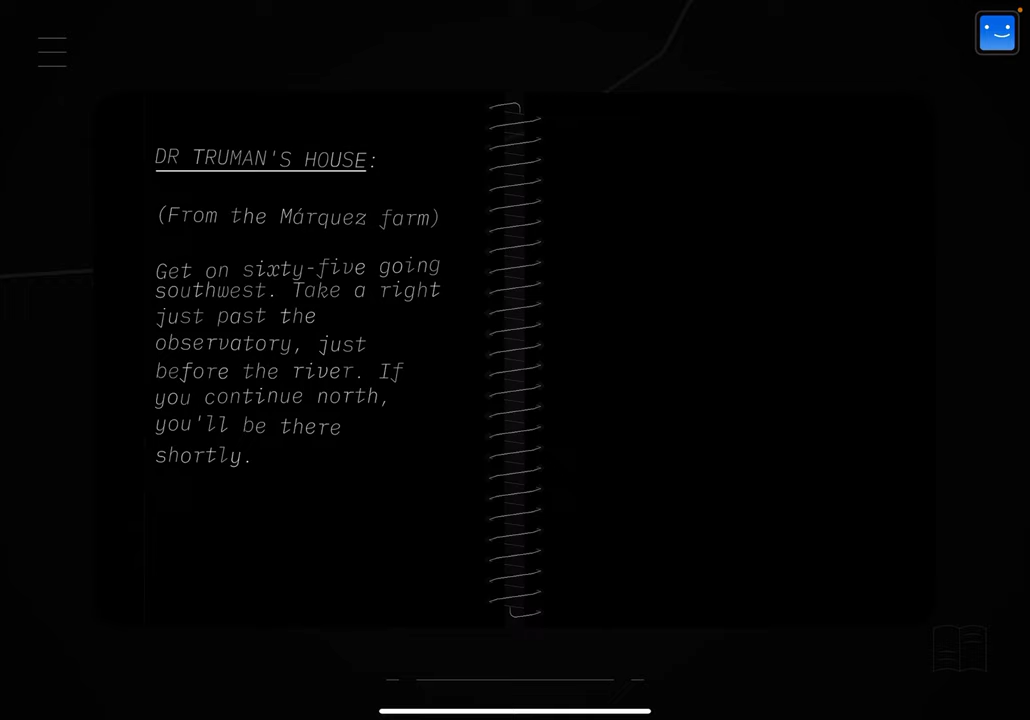 DR TRUMAN'S HOUSE:
(From the Márquez farm)
Get on sixty-five going
southwest. Take a right
just past the
observatory, just
before the river. If
you continue north,
you'll be there
shortly.